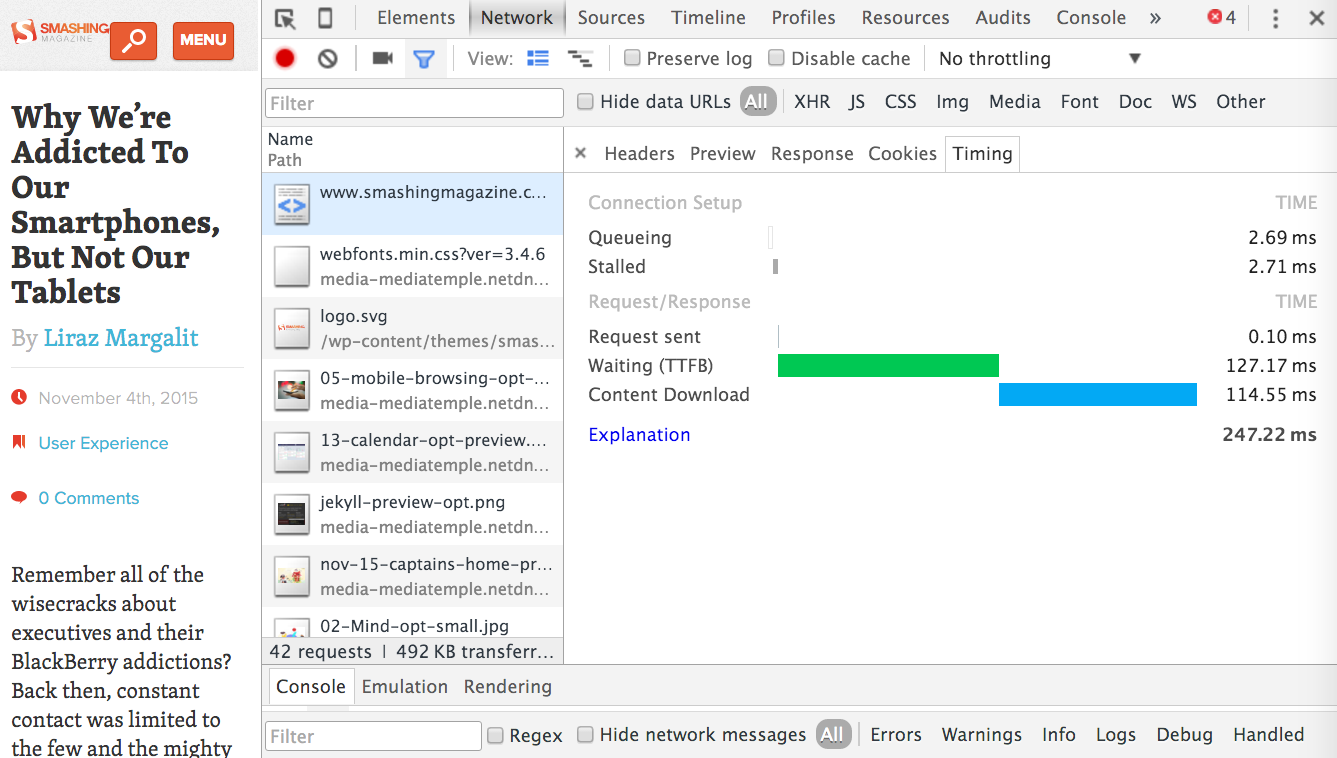 SMASHING
MAGAZINE
MENU
Why We’re
Addicted To
Our
Smartphones,
But Not Our
Tablets
By Liraz Margalit
November 4th, 2015
User Experience
0 Comments
Remember all of the
wisecracks about
executives and their
BlackBerry addictions?
Back then, constant
contact was limited to
the few and the mighty
Elements Network Sources Timeline Profiles Resources Audits Console » 4
View: Preserve log Disable cache No throttling
Filter Hide data URLs All XHR JS CSS Img Media Font Doc WS Other
Name
Path
www.smashingmagazine.c...
webfonts.min.css?ver=3.4.6
media-mediatemple.netdn...
logo.svg
/wp-content/themes/smas...
05-mobile-browsing-opt-...
media-mediatemple.netdn...
13-calendar-opt-preview....
media-mediatemple.netdn...
jekyll-preview-opt.png
media-mediatemple.netdn...
nov-15-captains-home-pr...
media-mediatemple.netdn...
02-Mind-opt-small.jpg
42 requests | 492 KB transferr...
× Headers Preview Response Cookies Timing
Connection Setup TIME
Queueing 2.69 ms
Stalled 2.71 ms
Request/Response TIME
Request sent 0.10 ms
Waiting (TTFB) 127.17 ms
Content Download 114.55 ms
Explanation 247.22 ms
Console Emulation Rendering
Filter Regex Hide network messages All Errors Warnings Info Logs Debug Handled